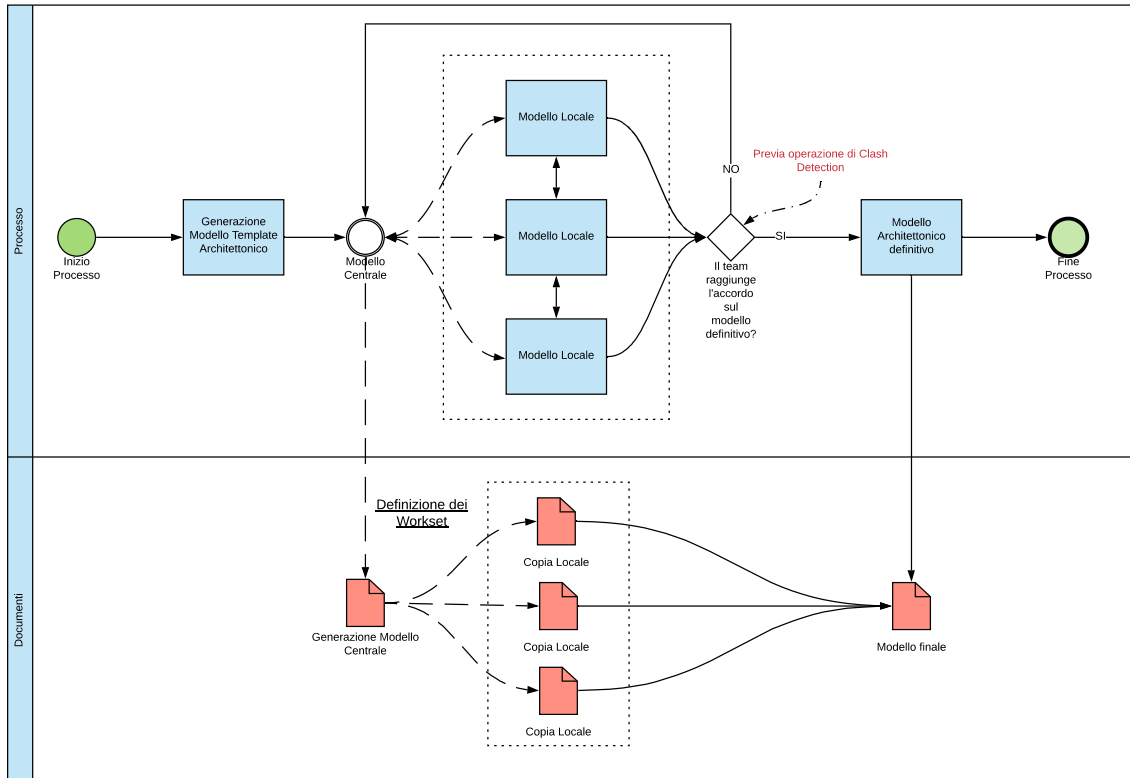 Processo
Inizio
Processo
Generazione
Modello Template
Architettonico
Modello
Centrale
Modello Locale
Modello Locale
Modello Locale
NO
Previa operazione di Clash
Detection
SI
Il team
raggiunge
l'accordo
sul
modello
definitivo?
Modello
Architettonico
definitivo
Fine
Processo
Documenti
Definizione dei
Workset
Generazione Modello
Centrale
Copia Locale
Copia Locale
Copia Locale
Modello finale